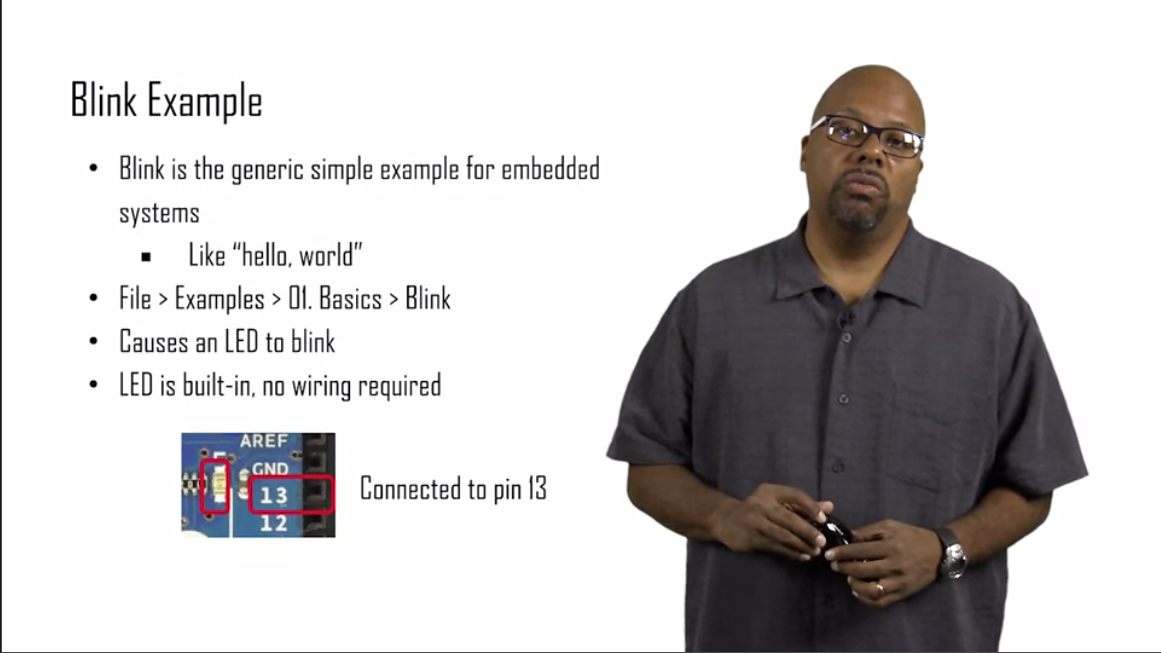 Blink Example
• Blink is the generic simple example for embedded
systems
▪ Like “hello, world”
• File > Examples > 01. Basics > Blink
• Causes an LED to blink
• LED is built-in, no wiring required
AREF
GND
13
12
Connected to pin 13